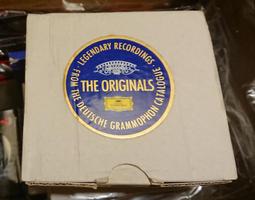 LEGENDARY RECORDINGS
THE ORIGINALS
FROM THE DEUTSCHE GRAMMOPHON CATALOGUE